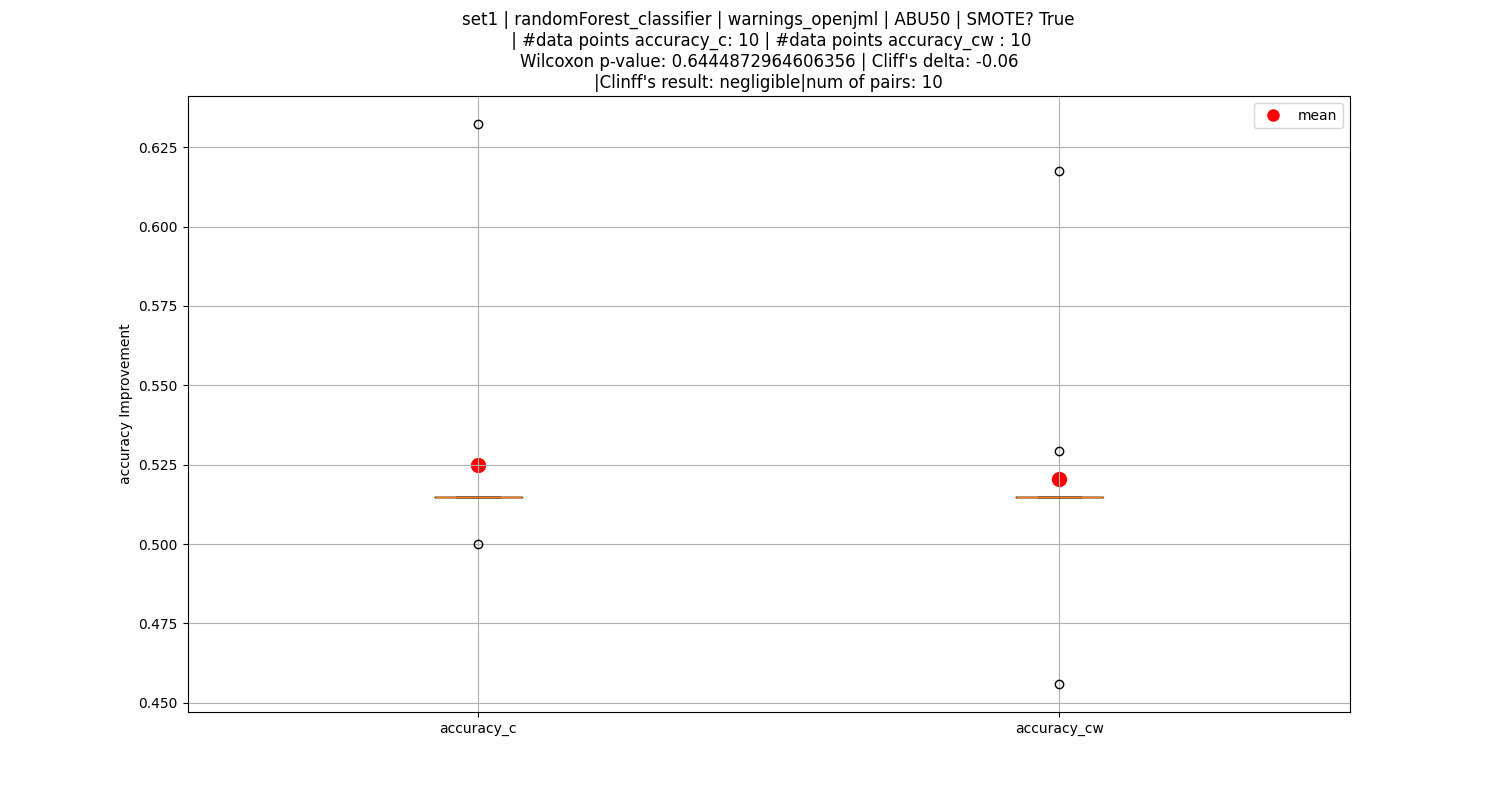 set1 | randomForest_classifier | warnings_openjml | ABU50 | SMOTE? True
| #data points accuracy_c: 10 | #data points accuracy_cw : 10
Wilcoxon p-value: 0.6444872964606356 | Cliff's delta: -0.06
|Clinff's result: negligible|num of pairs: 10
mean
0.625
0.600
0.575
0.550
0.525
0.500
0.475
0.450
accuracy Improvement
accuracy_c
accuracy_cw